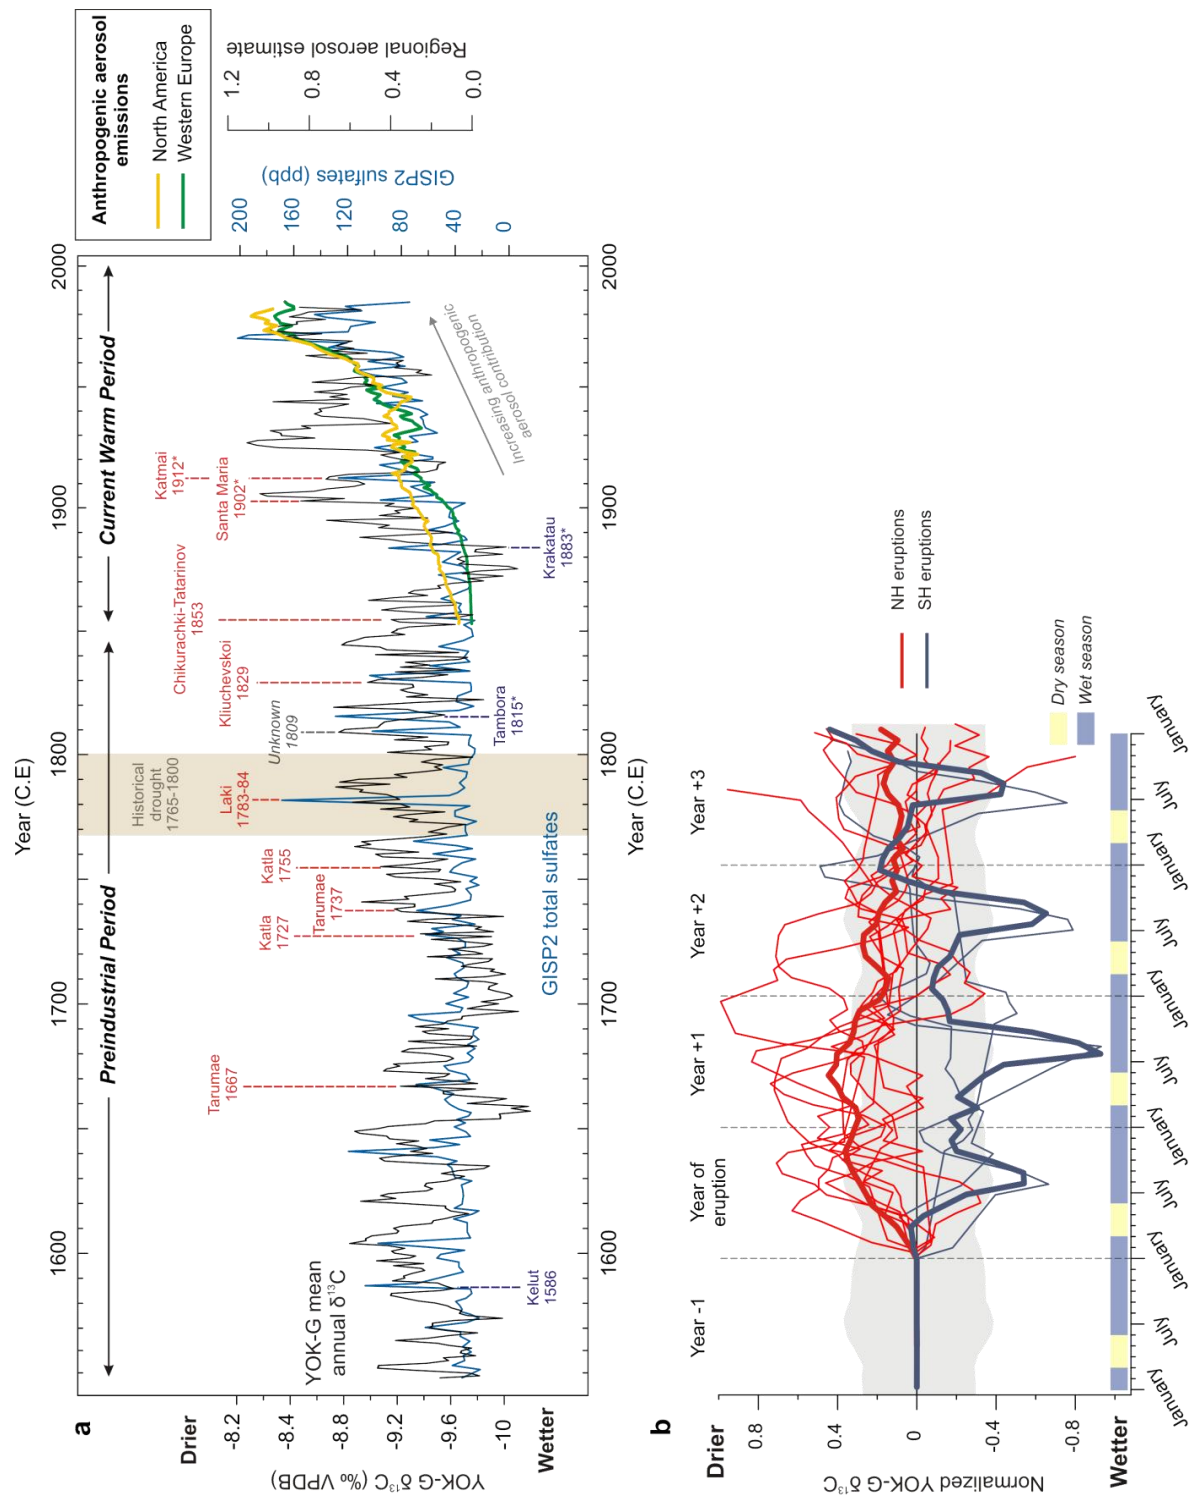 a
Year (C.E)
1600
1700
1800
1900
2000
Preindustrial Period
Current Warm Period
Drier
-8.2
-8.4
-8.8
-9.2
-9.6
-10
Wetter
YOK-G δ¹³C (‰ VPDB)
YOK-G mean
annual δ¹³C
Kelut
1586
Tarumae
1667
Katla
1727
Tarumae
1737
Katla
1755
Historical
drought
1765-1800
Laki
1783-84
Unknown
1809
Tambora
1815*
Kliuchevskoi
1829
Chikurachki-Tatarinov
1853
Krakatau
1883*
Santa Maria
1902*
Katmai
1912*
GISP2 total sulfates
Increasing anthropogenic
aerosol contribution
200
160
120
80
40
0
GISP2 sulfates (ppb)
1.2
0.8
0.4
0.0
Regional aerosol estimate
Anthropogenic aerosol
emissions
North America
Western Europe
1600
1700
1800
1900
2000
Year (C.E)
b
Year -1
Year of
eruption
Year +1
Year +2
Year +3
Drier
0.8
0.4
0
-0.4
-0.8
Wetter
Normalized YOK-G δ¹³C
NH eruptions
SH eruptions
Dry season
Wet season
January
July
January
July
January
July
January
July
January
July
January